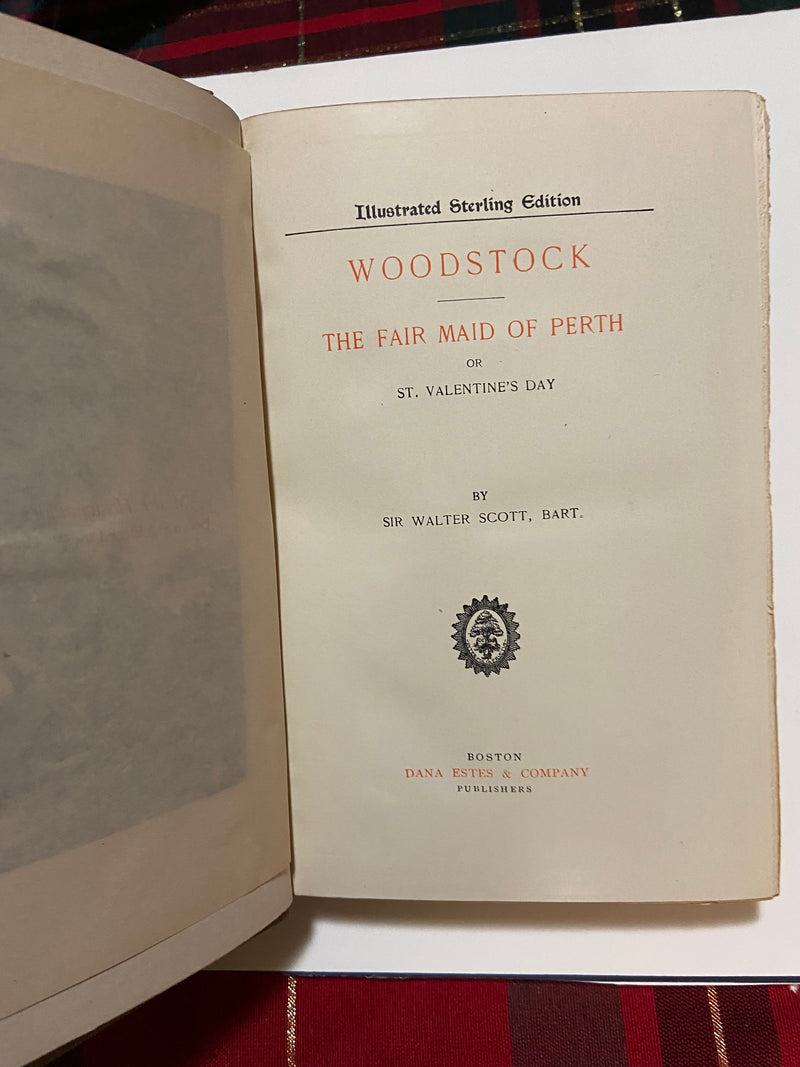 Illustrated Sterling Edition
WOODSTOCK
THE FAIR MAID OF PERTH
OR
ST. VALENTINE'S DAY
BY
SIR WALTER SCOTT, BART.
BOSTON
DANA ESTES & COMPANY
PUBLISHERS